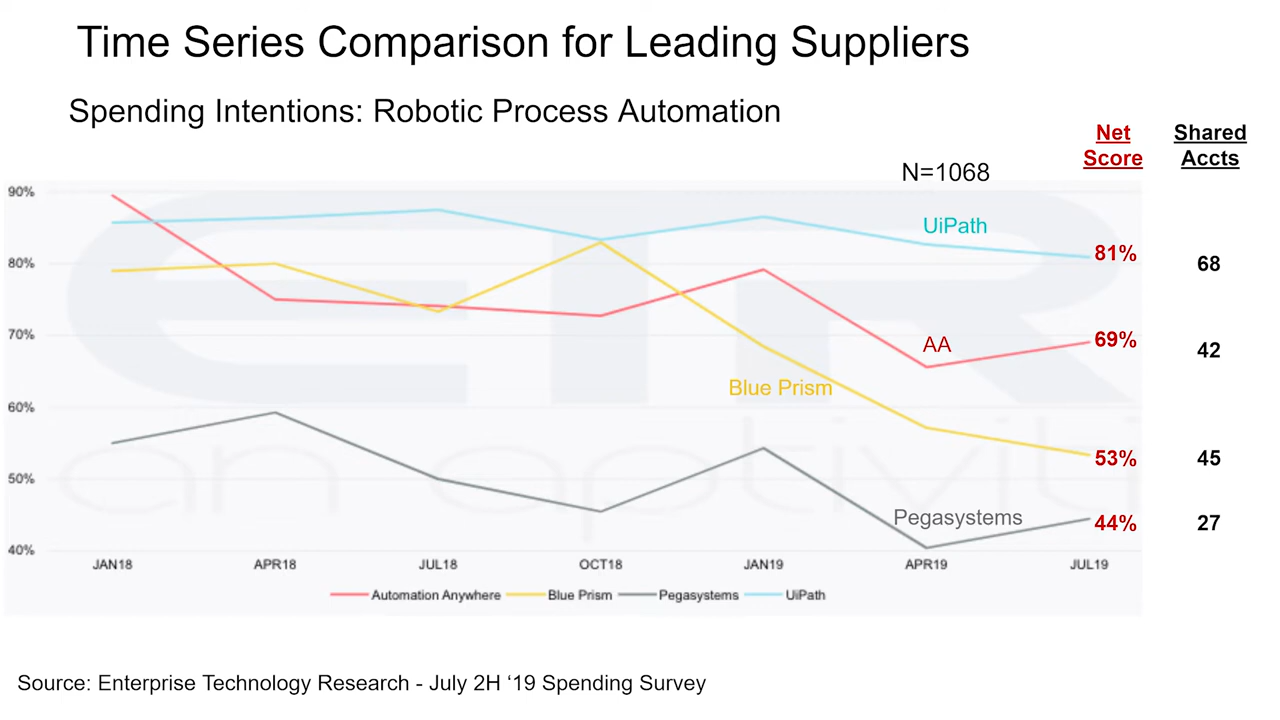 Time Series Comparison for Leading Suppliers
Spending Intentions: Robotic Process Automation
Net Score
Shared Accts
N=1068
90%
80%
70%
60%
50%
40%
UiPath
AA
Blue Prism
Pegasystems
81%
68
69%
42
53%
45
44%
27
ETR
an aptiviti
JAN18 APR18 JUL18 OCT18 JAN19 APR19 JUL19
Automation Anywhere Blue Prism Pegasystems UiPath
Source: Enterprise Technology Research - July 2H ‘19 Spending Survey